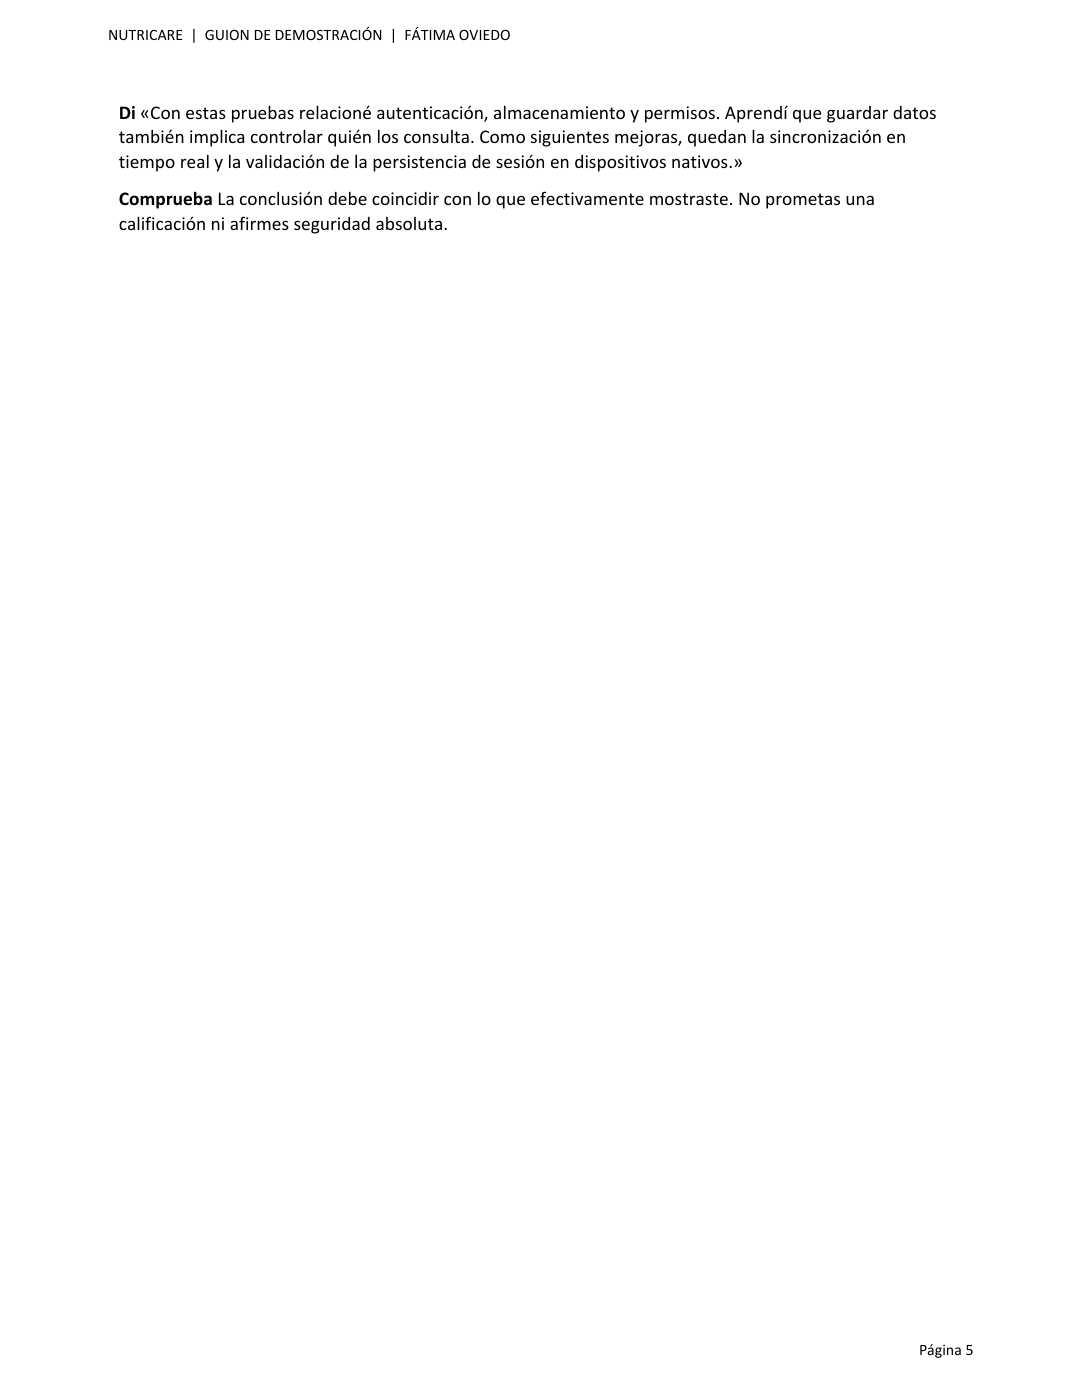 NUTRICARE | GUION DE DEMOSTRACIÓN | FÁTIMA OVIEDO
Di «Con estas pruebas relacioné autenticación, almacenamiento y permisos. Aprendí que guardar datos
también implica controlar quién los consulta. Como siguientes mejoras, quedan la sincronización en
tiempo real y la validación de la persistencia de sesión en dispositivos nativos.»
Comprueba La conclusión debe coincidir con lo que efectivamente mostraste. No prometas una
calificación ni afirmes seguridad absoluta.
Página 5